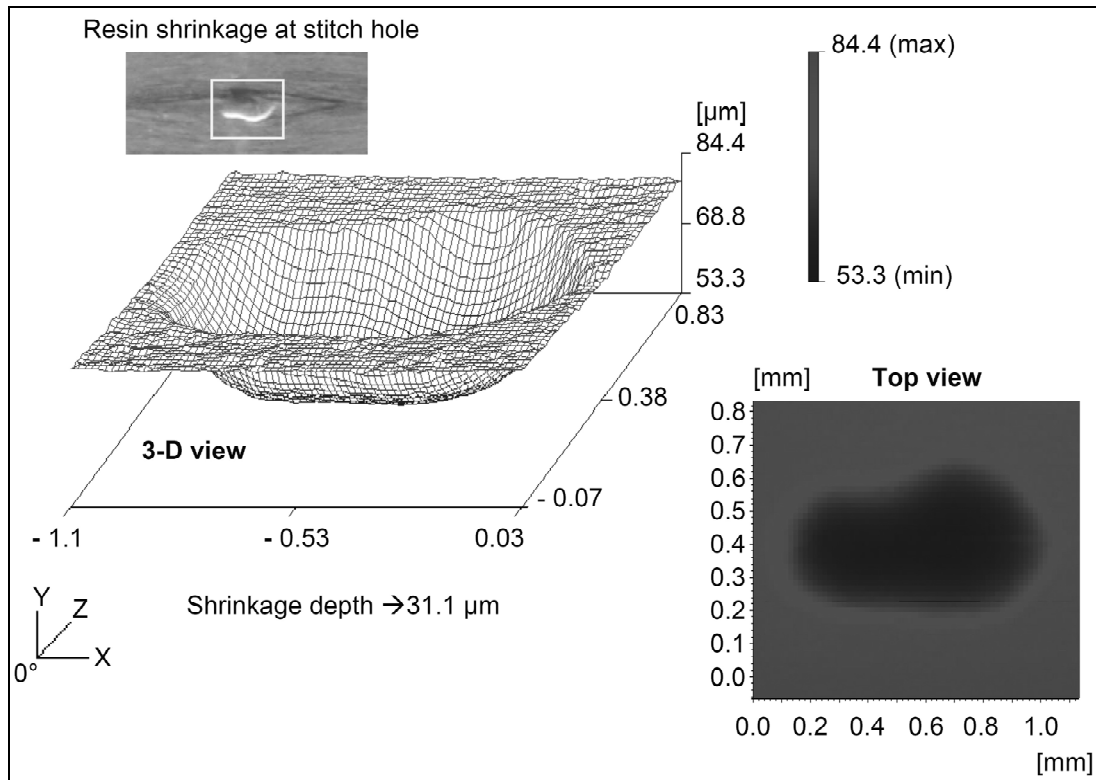 Resin shrinkage at stitch hole
84.4 (max)
53.3 (min)
[µm]
84.4
68.8
53.3
0.83
0.38
- 0.07
- 1.1
- 0.53
0.03
3-D view
Shrinkage depth →31.1 µm
Y
Z
X
0°
[mm]
Top view
0.8
0.7
0.6
0.5
0.4
0.3
0.2
0.1
0.0
0.0 0.2 0.4 0.6 0.8 1.0
[mm]